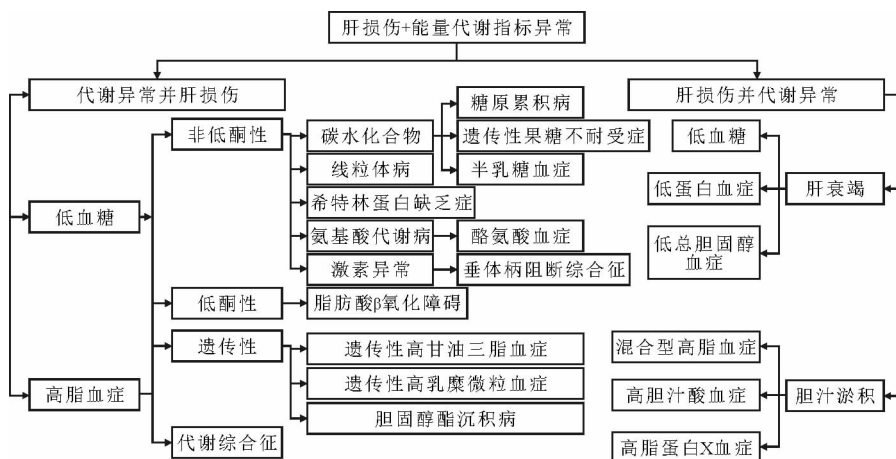 肝损伤+能量代谢指标异常
代谢异常并肝损伤
肝损伤并代谢异常
糖原累积病
非低酮性
碳水化合物
遗传性果糖不耐受症
低血糖
线粒体病
半乳糖血症
希特林蛋白缺乏症
低蛋白血症
肝衰竭
低血糖
氨基酸代谢病
酪氨酸血症
低总胆固醇
血症
激素异常
垂体柄阻断综合征
低酮性
脂肪酸β氧化障碍
遗传性
遗传性高甘油三脂血症
混合型高脂血症
遗传性高乳糜微粒血症
高脂血症
高胆汁酸血症
胆汁淤积
胆固醇酯沉积病
代谢综合征
高脂蛋白X血症